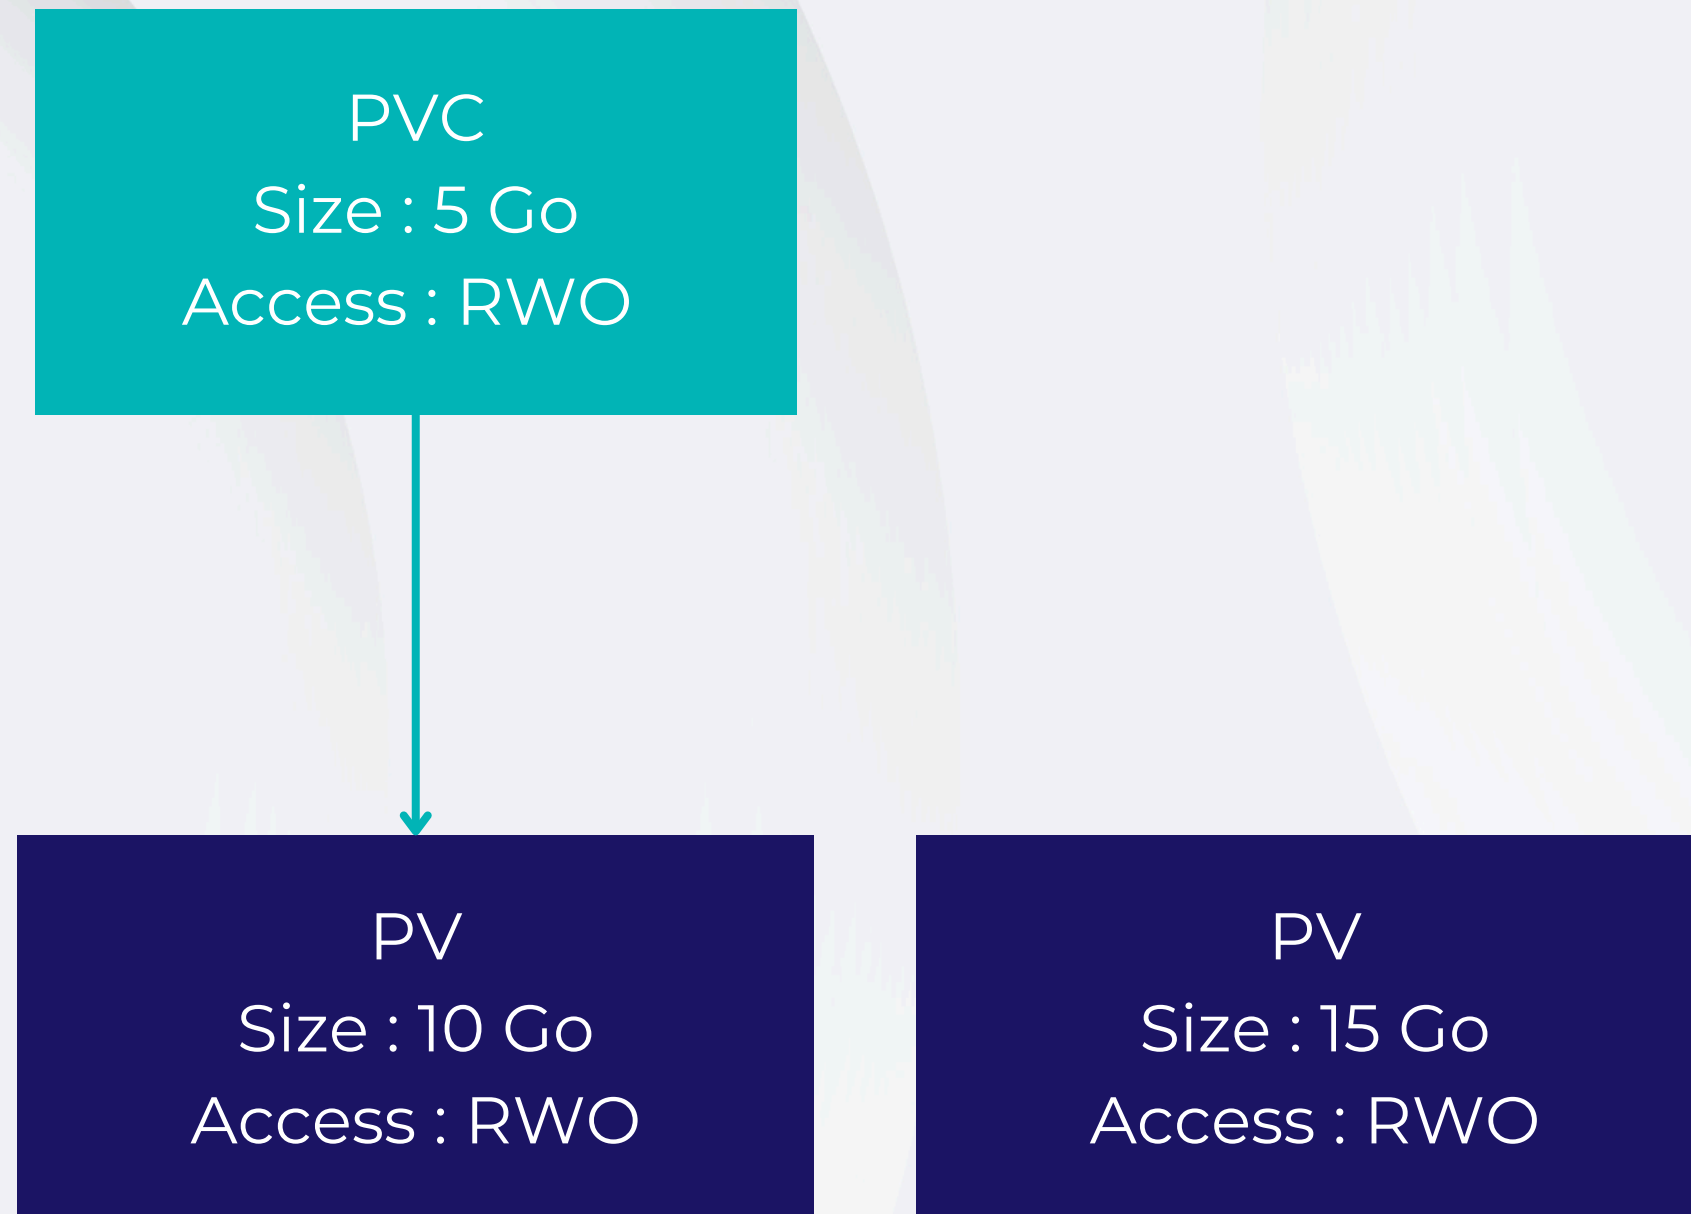 PVC
Size : 5 Go
Access : RWO
PV
Size : 10 Go
Access : RWO
PV
Size : 15 Go
Access : RWO